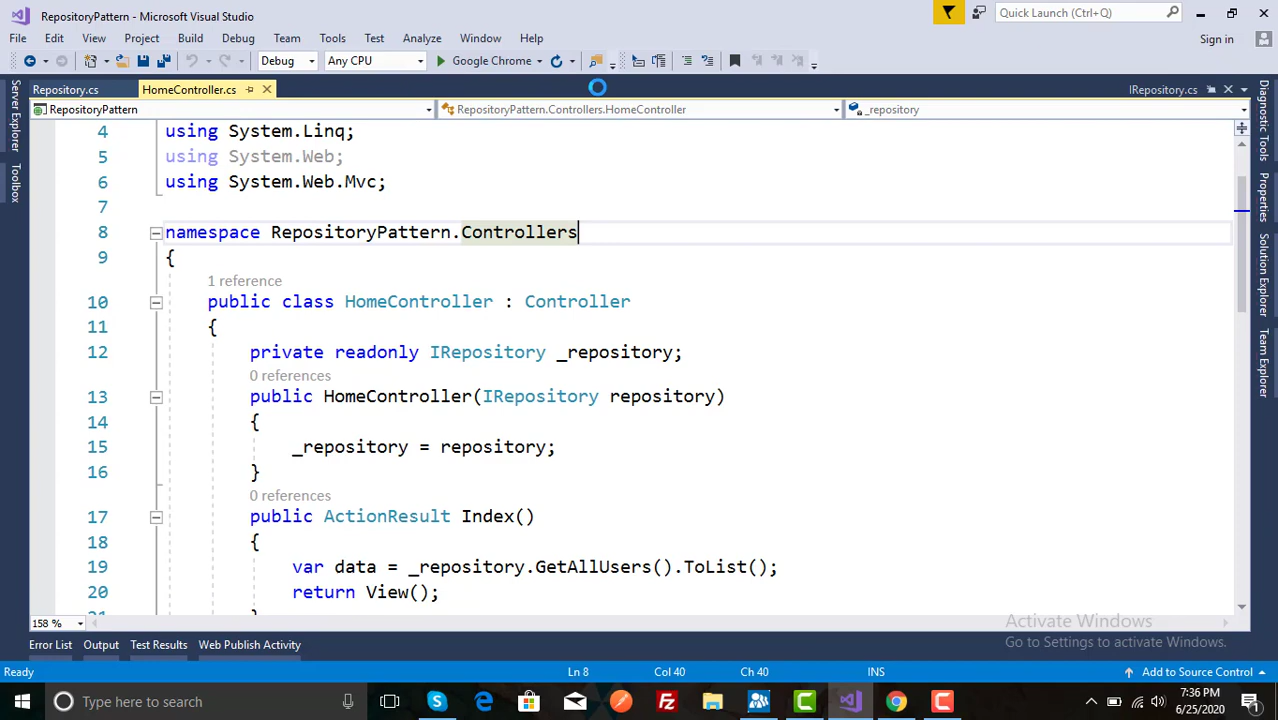 RepositoryPattern - Microsoft Visual Studio
Quick Launch (Ctrl+Q)
File Edit View Project Build Debug Team Tools Test Analyze Window Help
Sign in
Debug Any CPU Google Chrome
Repository.cs HomeController.cs IRepository.cs
RepositoryPattern RepositoryPattern.Controllers.HomeController _repository
Server Explorer
Toolbox
Diagnostic Tools
Properties
Solution Explorer
Team Explorer
4 using System.Linq;
5 using System.Web;
6 using System.Web.Mvc;
7
8 namespace RepositoryPattern.Controllers
9 {
1 reference
10 public class HomeController : Controller
11 {
12 private readonly IRepository _repository;
0 references
13 public HomeController(IRepository repository)
14 {
15 _repository = repository;
16 }
0 references
17 public ActionResult Index()
18 {
19 var data = _repository.GetAllUsers().ToList();
20 return View();
21 }
158 %
Activate Windows
Go to Settings to activate Windows.
Error List Output Test Results Web Publish Activity
Ready Ln 8 Col 40 Ch 40 INS Add to Source Control
Type here to search
7:36 PM
6/25/2020